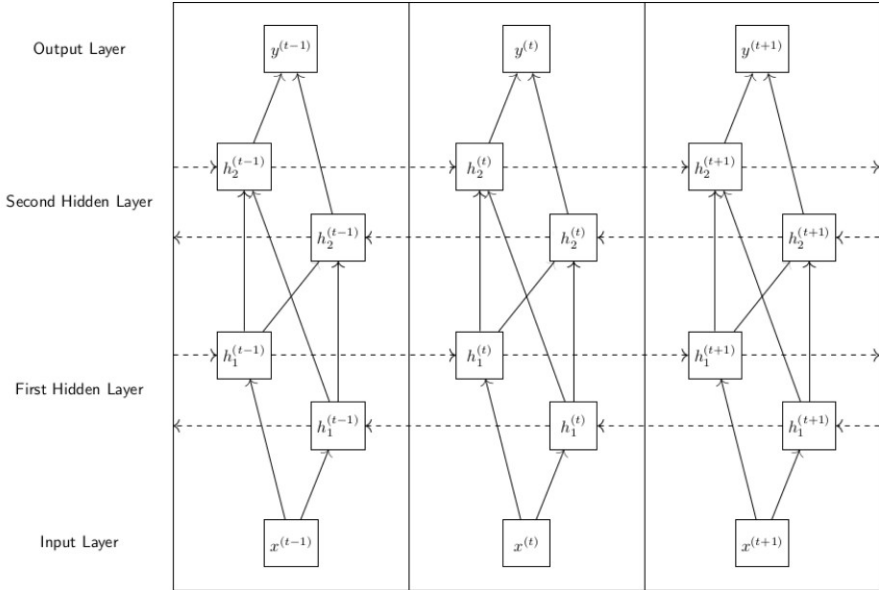 Output Layer
y^{(t-1)} y^{(t)} y^{(t+1)}
h_2^{(t-1)} h_2^{(t)} h_2^{(t+1)}
Second Hidden Layer
h_2^{(t-1)} h_2^{(t)} h_2^{(t+1)}
h_1^{(t-1)} h_1^{(t)} h_1^{(t+1)}
First Hidden Layer
h_1^{(t-1)} h_1^{(t)} h_1^{(t+1)}
Input Layer
x^{(t-1)} x^{(t)} x^{(t+1)}